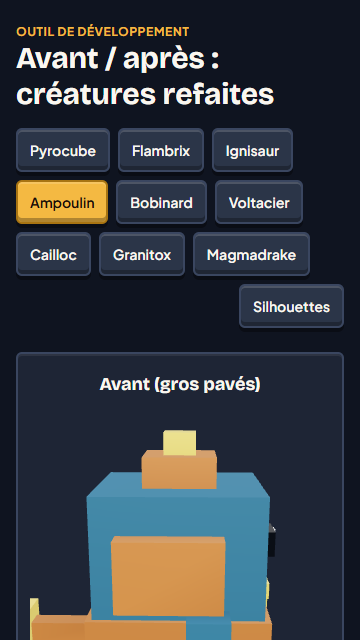 OUTIL DE DÉVELOPPEMENT
Avant / après :
créatures refaites
Pyrocube
Flambrix
Ignisaur
Ampoulin
Bobinard
Voltacier
Cailloc
Granitox
Magmadrake
Silhouettes
Avant (gros pavés)